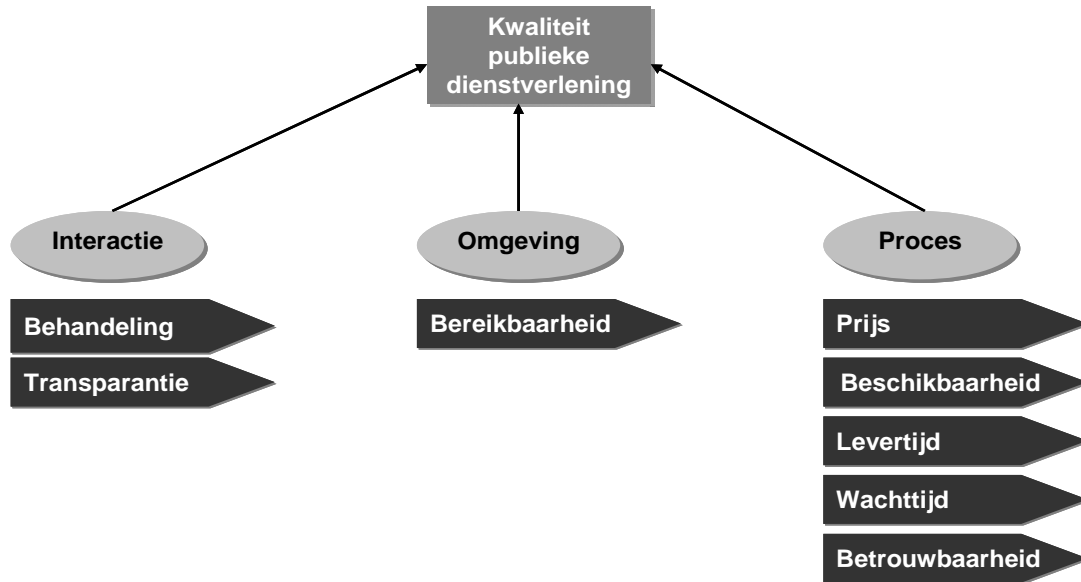 Kwaliteit
publieke
dienstverlening
Interactie
Omgeving
Proces
Behandeling
Transparantie
Bereikbaarheid
Prijs
Beschikbaarheid
Levertijd
Wachttijd
Betrouwbaarheid